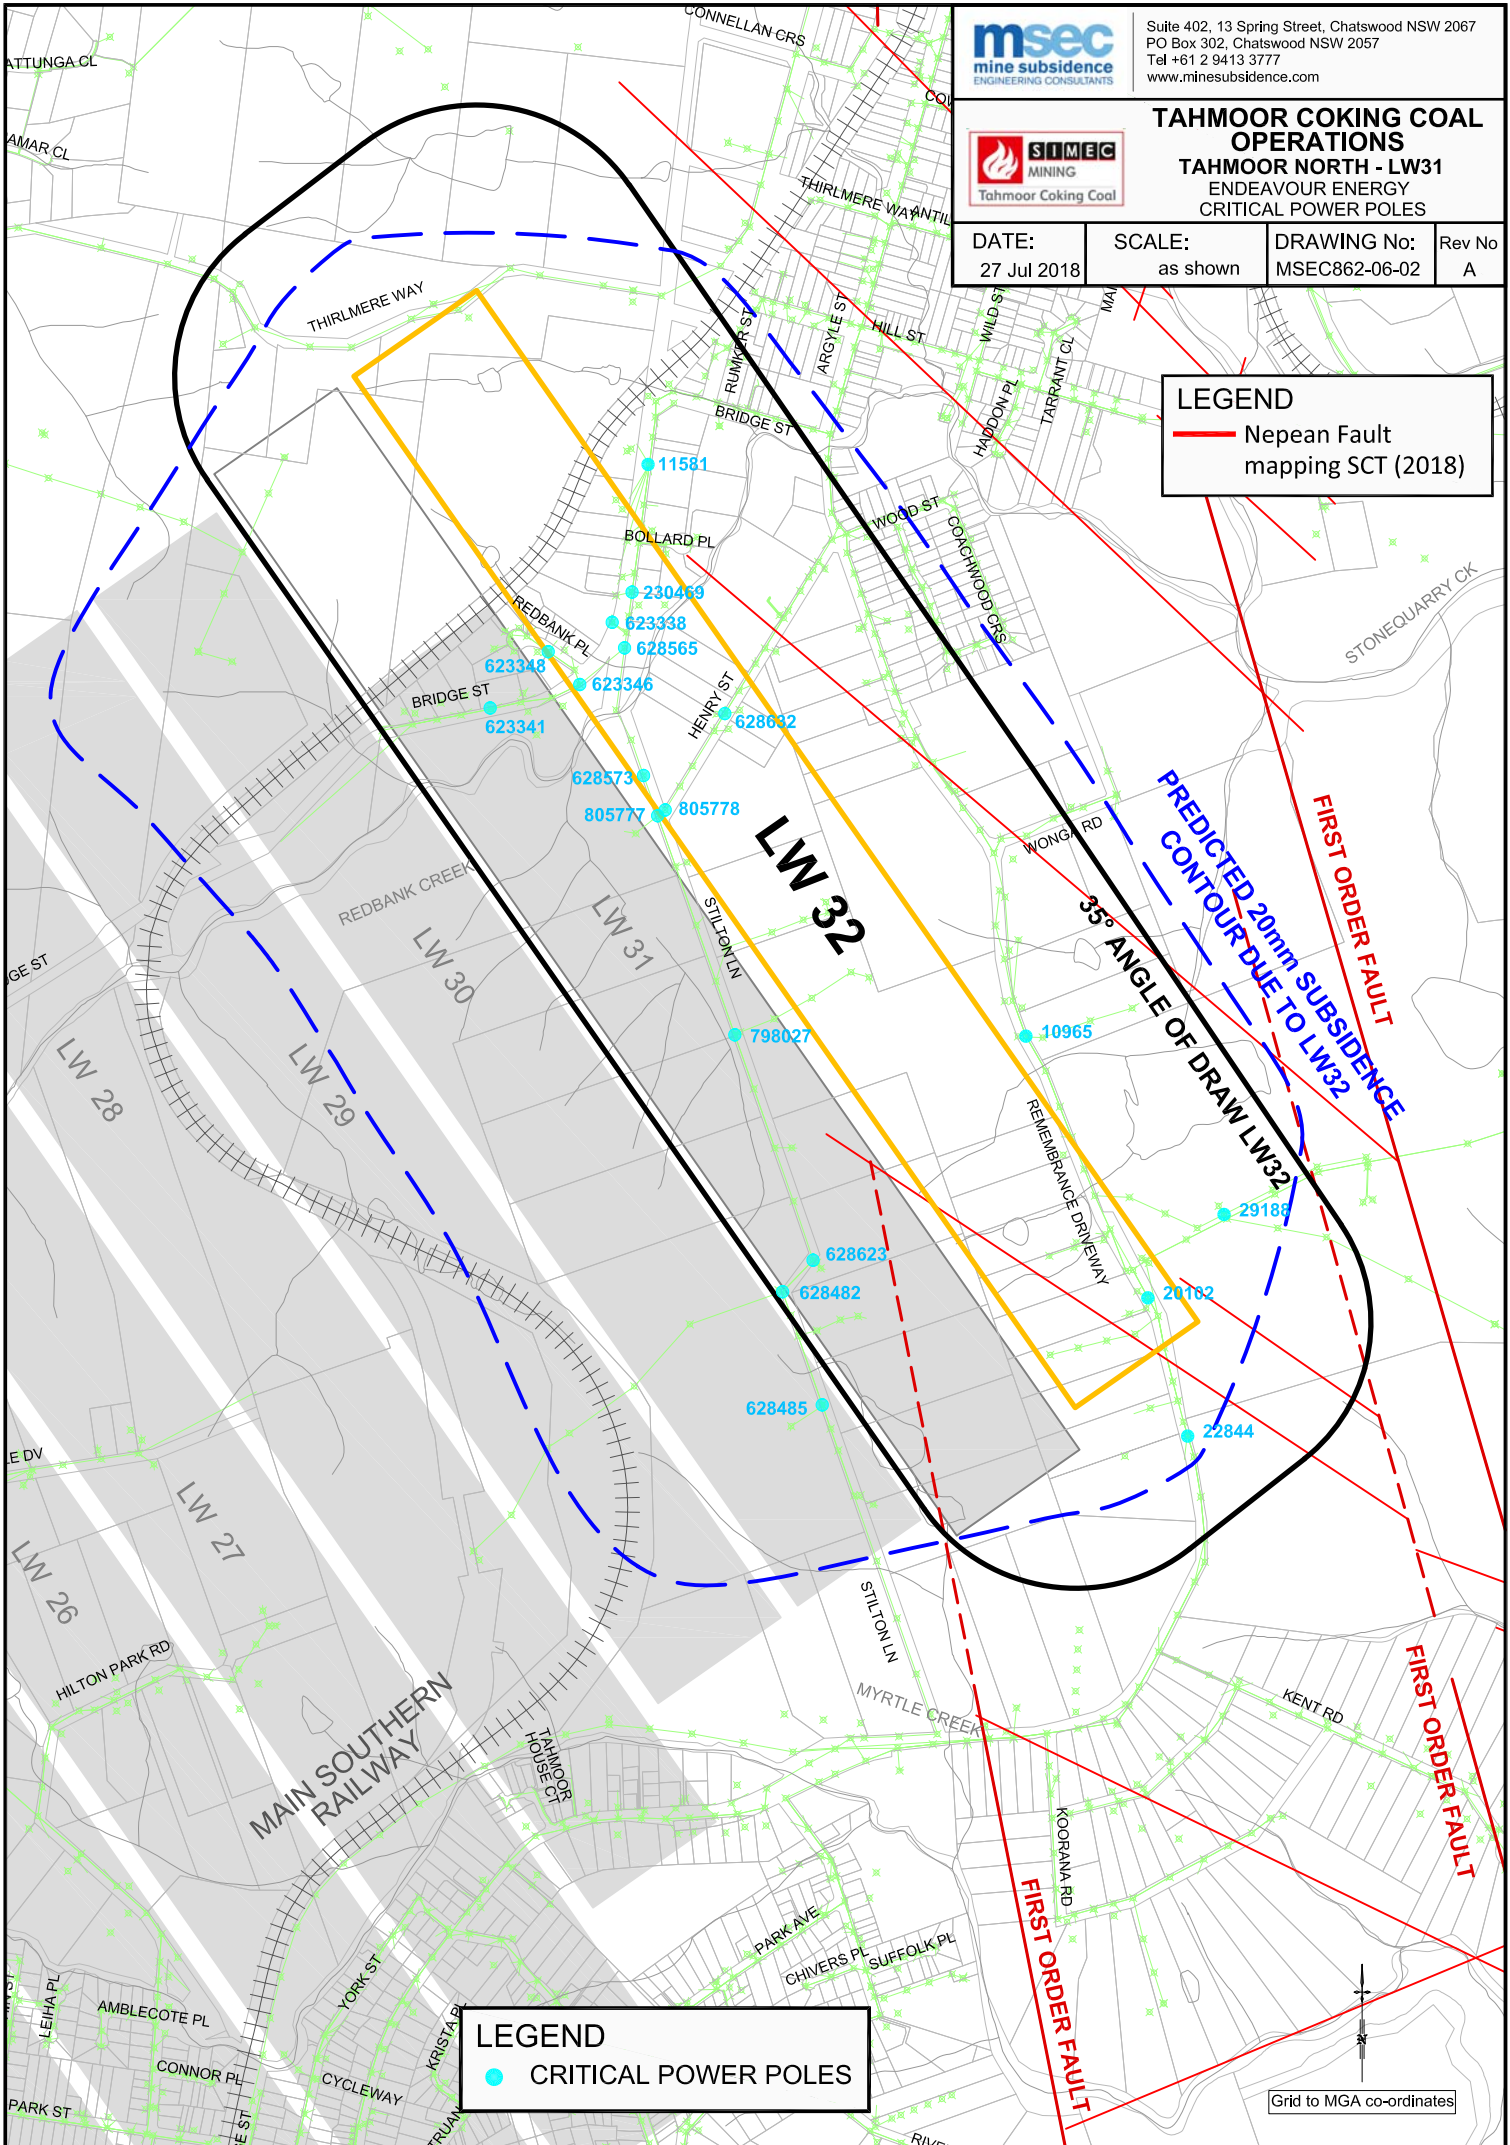 msec
mine subsidence
ENGINEERING CONSULTANTS
Suite 402, 13 Spring Street, Chatswood NSW 2067
PO Box 302, Chatswood NSW 2057
Tel +61 2 9413 3777
www.minesubsidence.com
SIMEC
MINING
Tahmoor Coking Coal
TAHMOOR COKING COAL
OPERATIONS
TAHMOOR NORTH - LW31
ENDEAVOUR ENERGY
CRITICAL POWER POLES
DATE:
27 Jul 2018
SCALE:
as shown
DRAWING No:
MSEC862-06-02
Rev No
A
LEGEND
Nepean Fault
mapping SCT (2018)
CONNELLAN CRS
ATTUNGA CL
AMAR CL
THIRLMERE WAY
ANTIL
THIRLMERE WAY
RUMKER ST
ARGYLE ST
HILL ST
WILD ST
HADDON PL
TARRANT CL
BRIDGE ST
11581
WOOD ST
COACHWOOD CRS
BOLLARD PL
STONEQUARRY CK
230469
REDBANK PL
623338
628565
623348
623346
BRIDGE ST
623341
HENRY ST
628632
628573
805777
805778
WONGA RD
LW 32
PREDICTED 20mm SUBSIDENCE
CONTOUR DUE TO LW32
FIRST ORDER FAULT
35° ANGLE OF DRAW LW32
REDBANK CREEK
LW 31
LW 30
STILTON LN
GE ST
798027
10965
LW 28
LW 29
REMEMBRANCE DRIVEWAY
29188
628623
628482
20102
628485
22844
LE DV
LW 27
LW 26
STILTON LN
HILTON PARK RD
MAIN SOUTHERN
RAILWAY
MYRTLE CREEK
TAHMOOR
HOUSE CT
KENT RD
FIRST ORDER FAULT
KOORANA RD
FIRST ORDER FAULT
PARK AVE
CHIVERS PL
SUFFOLK PL
YORK ST
LEIHA PL
AMBLECOTE PL
CONNOR PL
CYCLEWAY
KRISTA PL
PARK ST
TRUAN
RIVE
LEGEND
CRITICAL POWER POLES
N
Grid to MGA co-ordinates